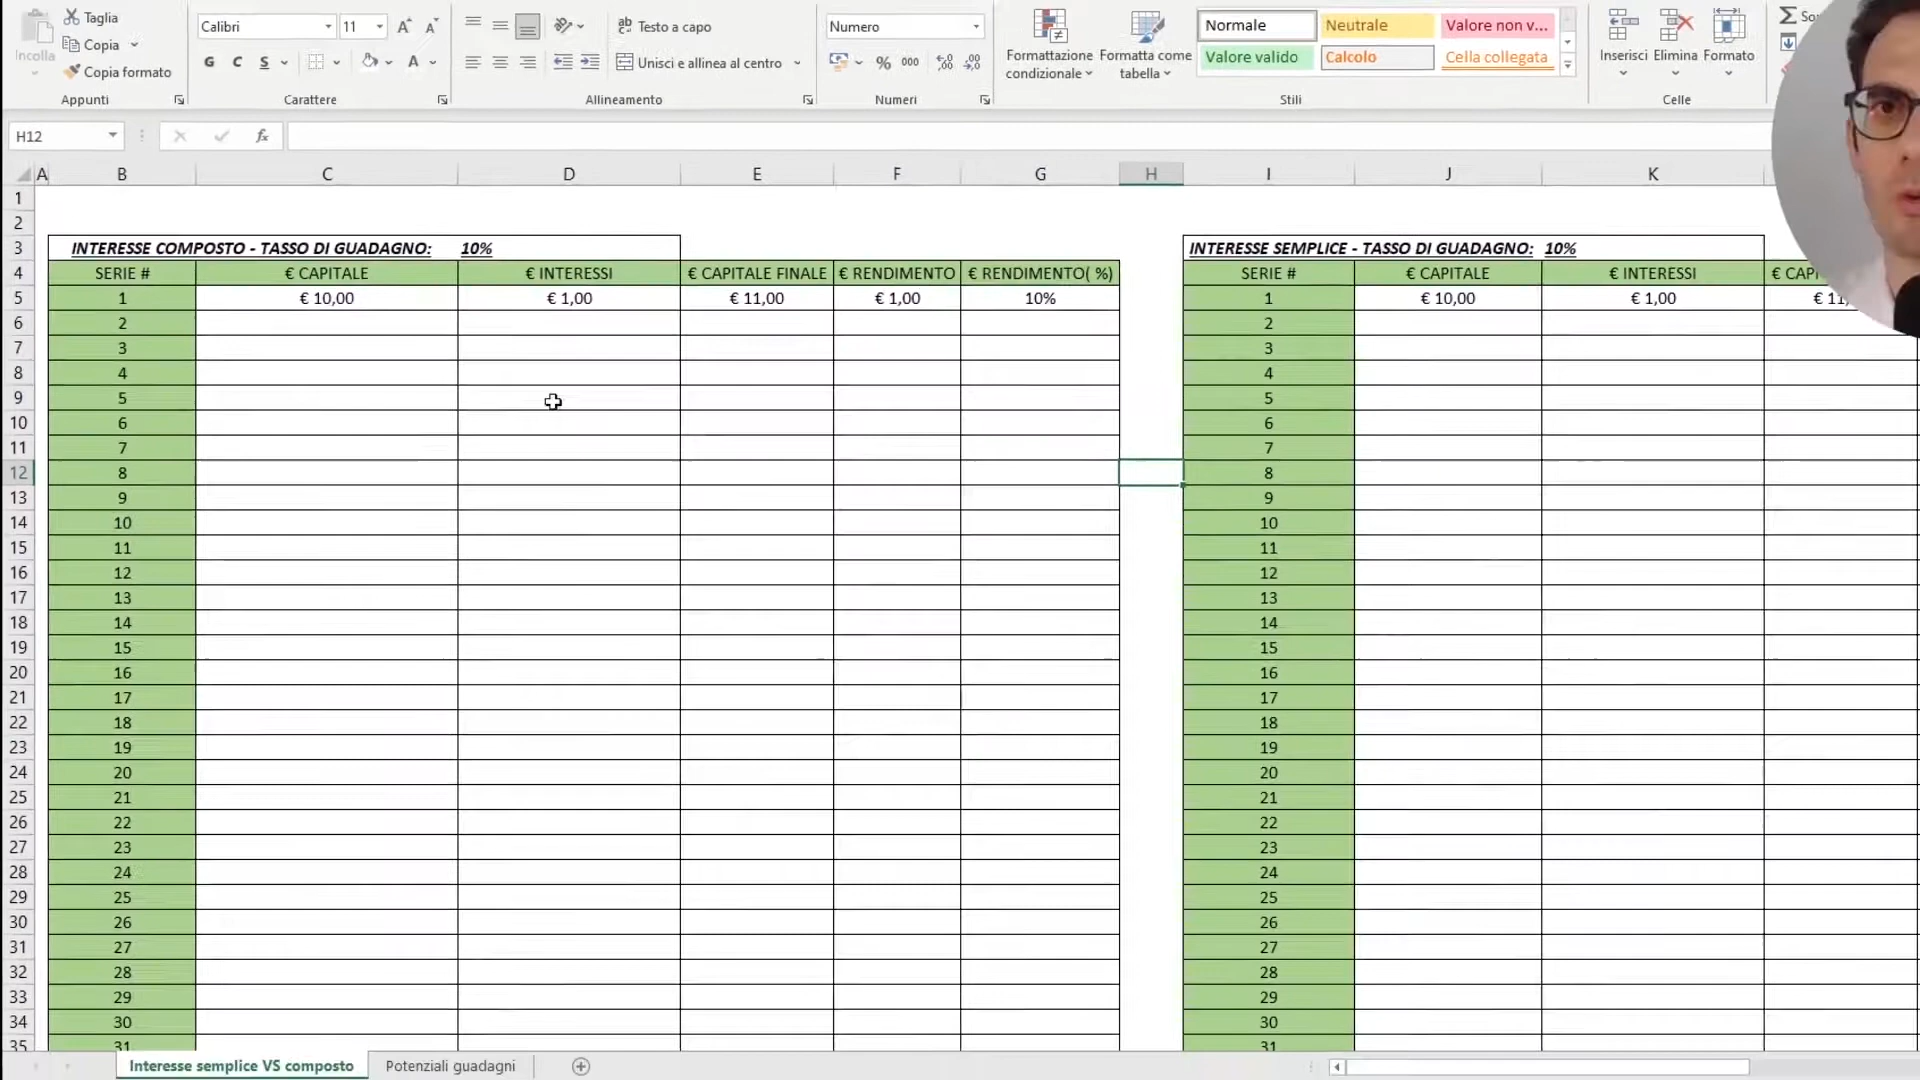 Taglia
Copia
Copia formato
Incolla
Appunti
Calibri
11
G C S
A
Carattere
ab
Testo a capo
Unisci e allinea al centro
Allineamento
Numero
% 000
Numeri
Formattazione condizionale
Formatta come tabella
Normale
Neutrale
Valore non v...
Valore valido
Calcolo
Cella collegata
Stili
Inserisci
Elimina
Formato
Celle
H12
fx
A B C D E F G H I J K
1
2
3 INTERESSE COMPOSTO - TASSO DI GUADAGNO: 10% INTERESSE SEMPLICE - TASSO DI GUADAGNO: 10%
4 SERIE # € CAPITALE € INTERESSI € CAPITALE FINALE € RENDIMENTO € RENDIMENTO( %) SERIE # € CAPITALE € INTERESSI
5 1 € 10,00 € 1,00 € 11,00 € 1,00 10% 1 € 10,00 € 1,00
6 2 2
7 3 3
8 4 4
9 5 5
10 6 6
11 7 7
12 8 8
13 9 9
14 10 10
15 11 11
16 12 12
17 13 13
18 14 14
19 15 15
20 16 16
21 17 17
22 18 18
23 19 19
24 20 20
25 21 21
26 22 22
27 23 23
28 24 24
29 25 25
30 26 26
31 27 27
32 28 28
33 29 29
34 30 30
35 31 31
Interesse semplice VS composto
Potenziali guadagni